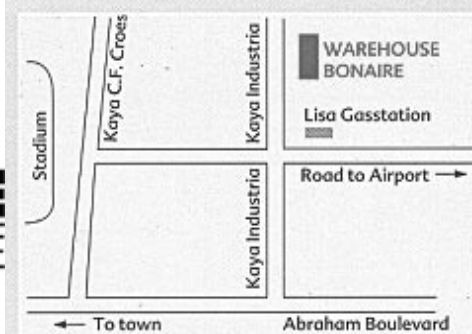 Stadium
Kaya C.F. Croes
Kaya Industria
WAREHOUSE
BONAIRE
Lisa Gasstation
Kaya Industria
Road to Airport
To town
Abraham Boulevard